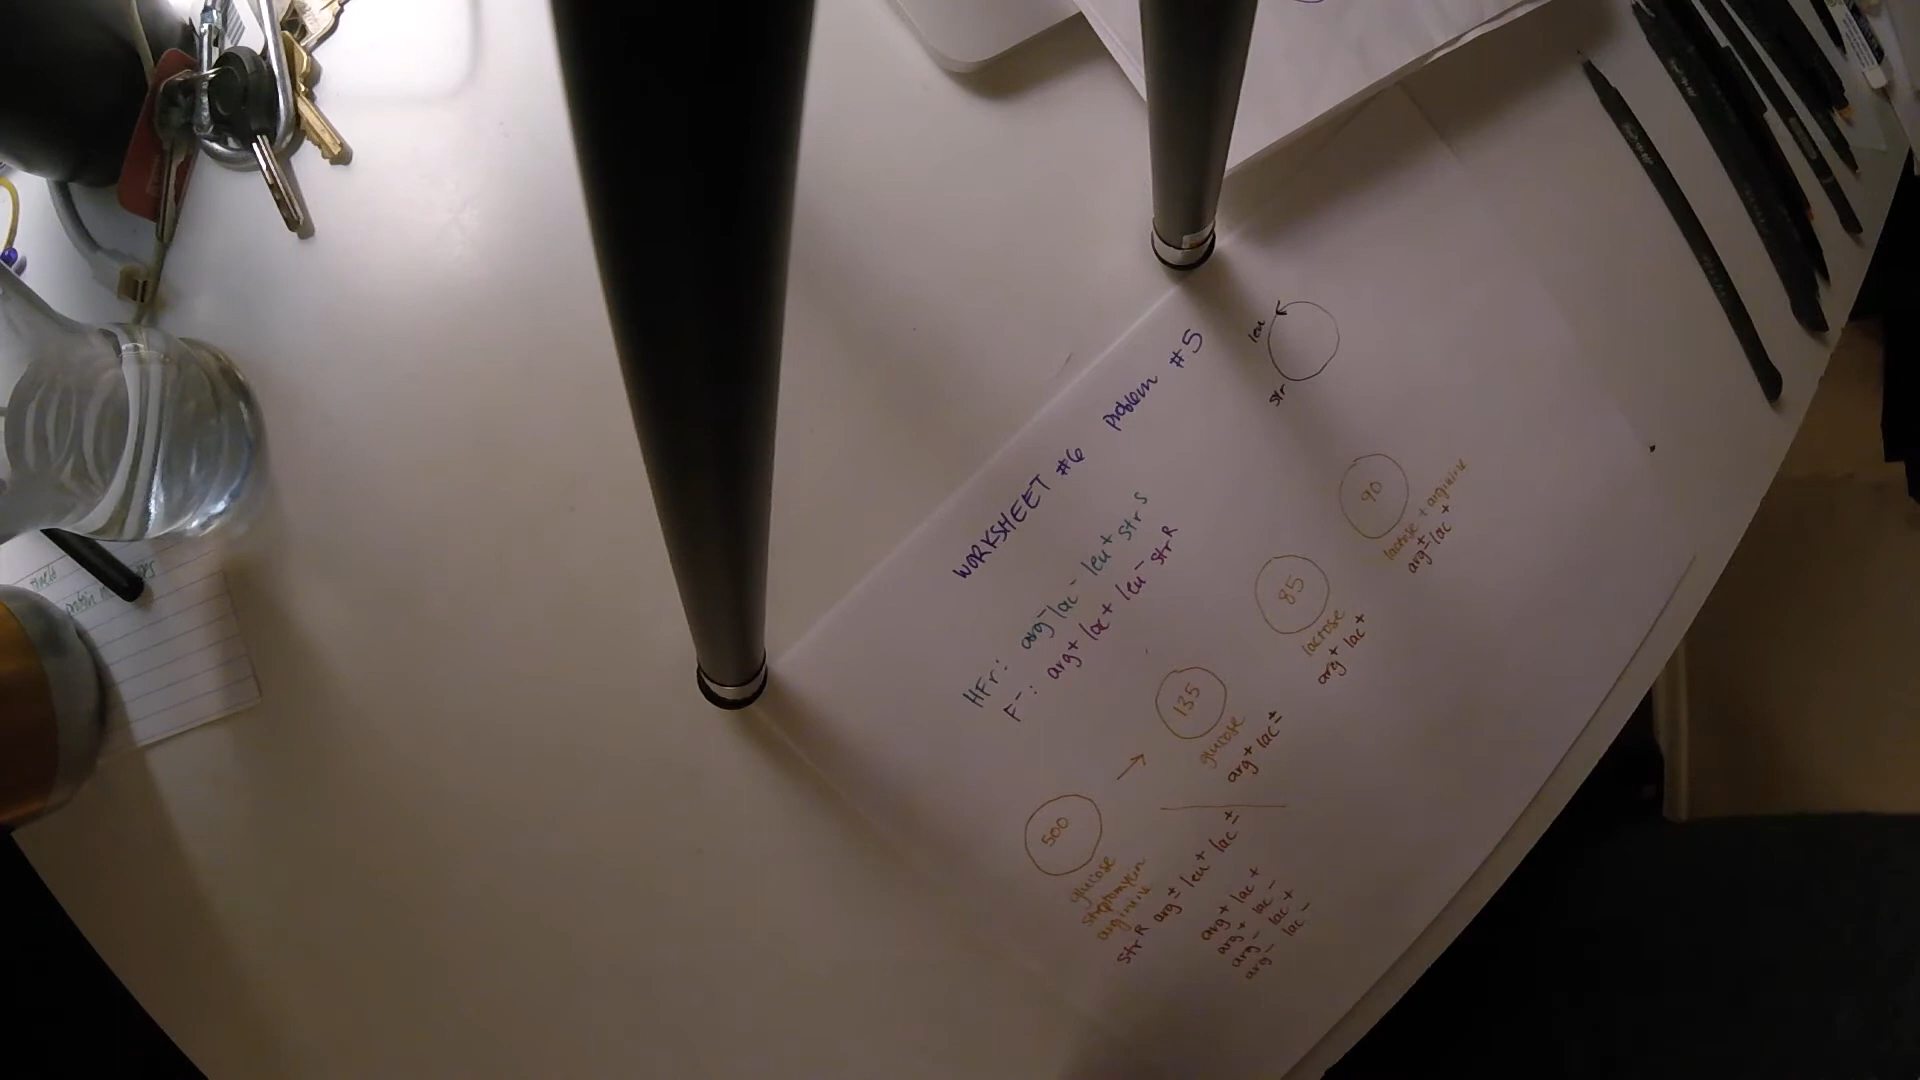 WORKSHEET #6 Problem #5
HFr: arg- lac- leu+ str S
F-: arg+ lac+ leu- str R
leu
str
500
glucose
streptomycin
arginine
str R arg± leu+ lac±
arg+ lac+
arg+ lac-
arg- lac+
arg- lac-
→
135
glucose
arg+ lac±
85
lactose
arg+ lac+
90
lactose + arginine
arg± lac+